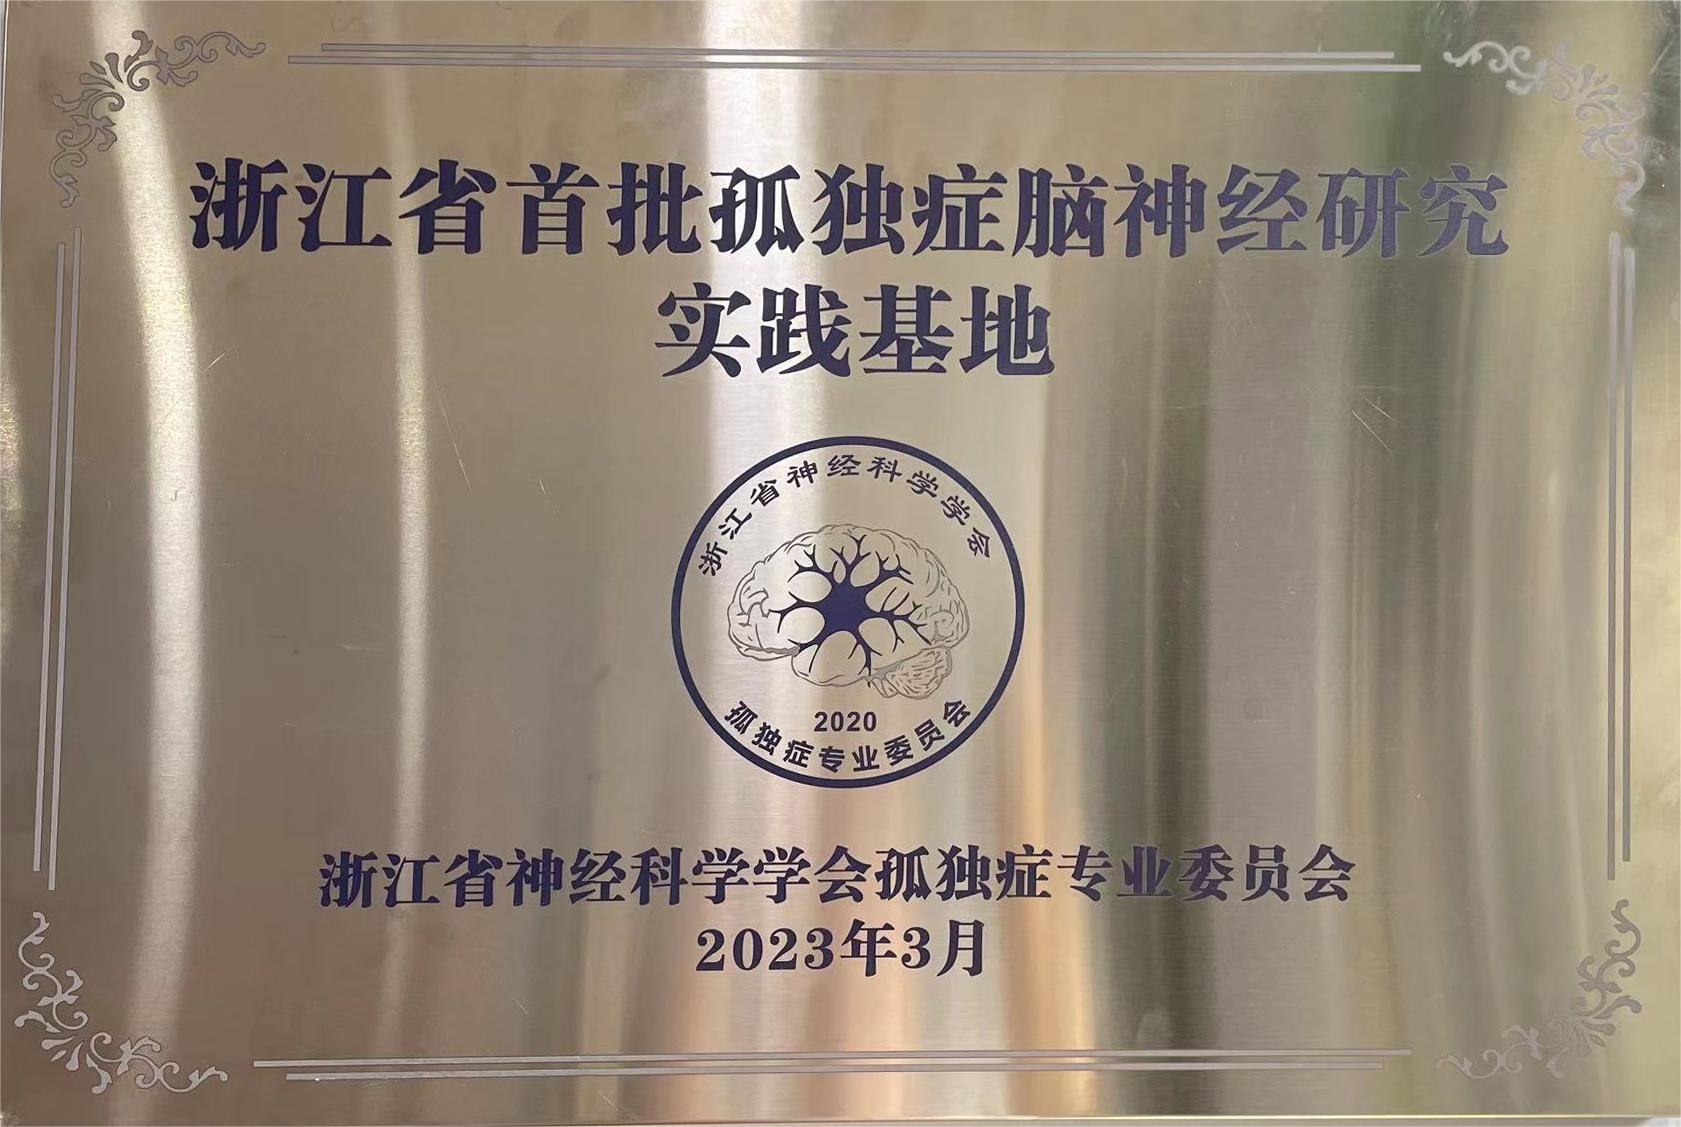 浙江省首批孤独症脑神经研究
实践基地
浙江省神经科学学会
2020
孤独症专业委员会
浙江省神经科学学会孤独症专业委员会
2023年3月